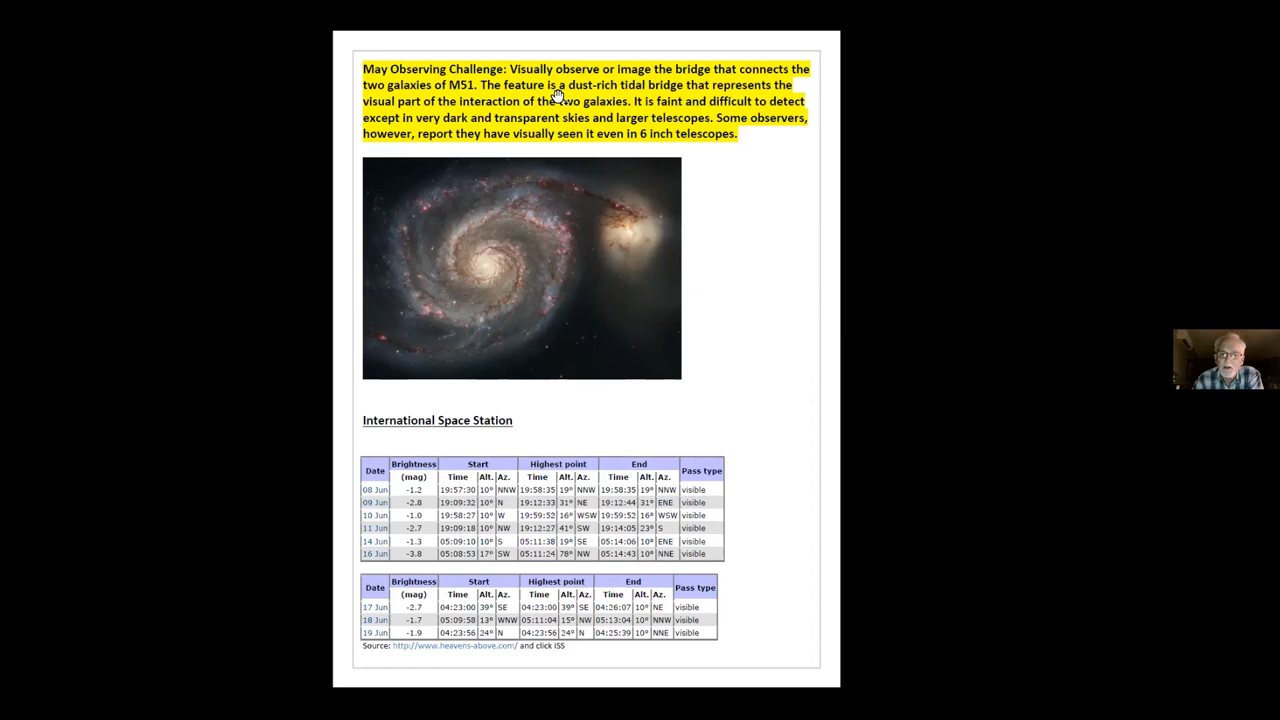 May Observing Challenge: Visually observe or image the bridge that connects the
two galaxies of M51. The feature is a dust-rich tidal bridge that represents the
visual part of the interaction of the two galaxies. It is faint and difficult to detect
except in very dark and transparent skies and larger telescopes. Some observers,
however, report they have visually seen it even in 6 inch telescopes.
International Space Station
Date Brightness Start Highest point End Pass type
(mag) Time Alt. Az. Time Alt. Az. Time Alt. Az.
08 Jun -1.2 19:57:30 10° NNW 19:58:35 19° NNW 19:58:35 19° NNW visible
09 Jun -2.8 19:09:32 10° N 19:12:33 31° NE 19:12:44 31° ENE visible
10 Jun -1.0 19:58:27 10° W 19:59:52 16° WSW 19:59:52 16° WSW visible
11 Jun -2.7 19:09:18 10° NW 19:12:27 41° SW 19:14:05 23° S visible
14 Jun -1.3 05:09:10 10° S 05:11:38 19° SE 05:14:06 10° ENE visible
16 Jun -3.8 05:08:53 17° SW 05:11:24 78° NW 05:14:43 10° NNE visible
Date Brightness Start Highest point End Pass type
(mag) Time Alt. Az. Time Alt. Az. Time Alt. Az.
17 Jun -2.7 04:23:00 39° SE 04:23:00 39° SE 04:26:07 10° NE visible
18 Jun -1.7 05:09:58 13° WNW 05:11:04 15° NW 05:13:04 10° NNW visible
19 Jun -1.9 04:23:56 24° N 04:23:56 24° N 04:25:39 10° NNE visible
Source: http://www.heavens-above.com/ and click ISS